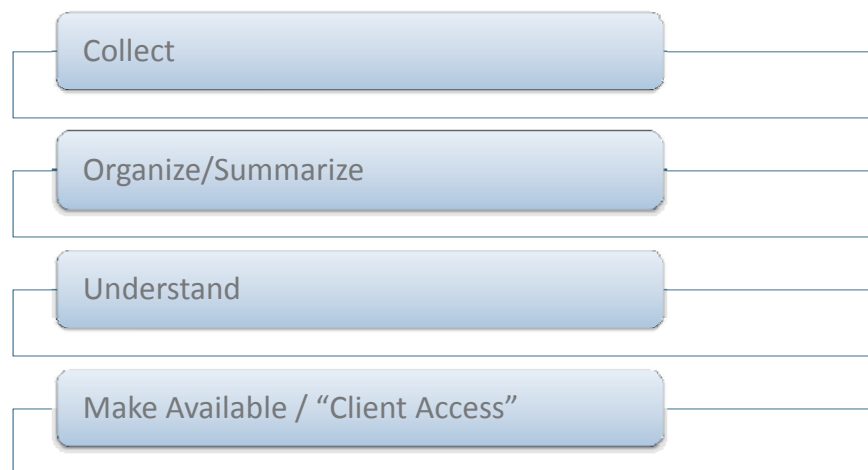 Collect
Organize/Summarize
Understand
Make Available / “Client Access”